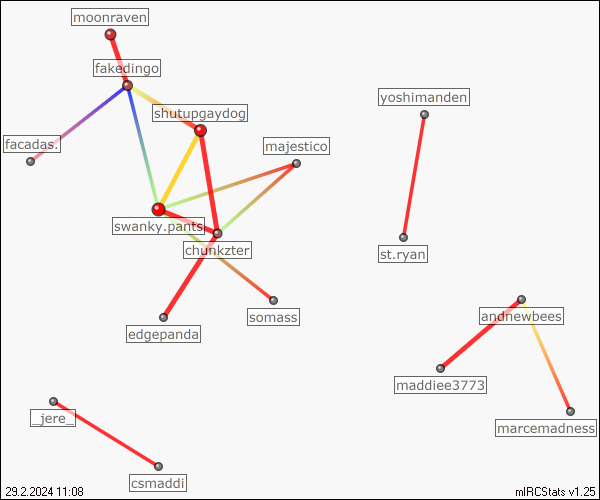 moonraven
fakedingo
yoshimanden
shutupgaydog
facadas.
majestico
swanky.pants
chunkzter
st.ryan
somass
andnewbees
edgepanda
maddiee3773
_jere_
marcemadness
csmaddi
29.2.2024 11:08
mIRCStats v1.25